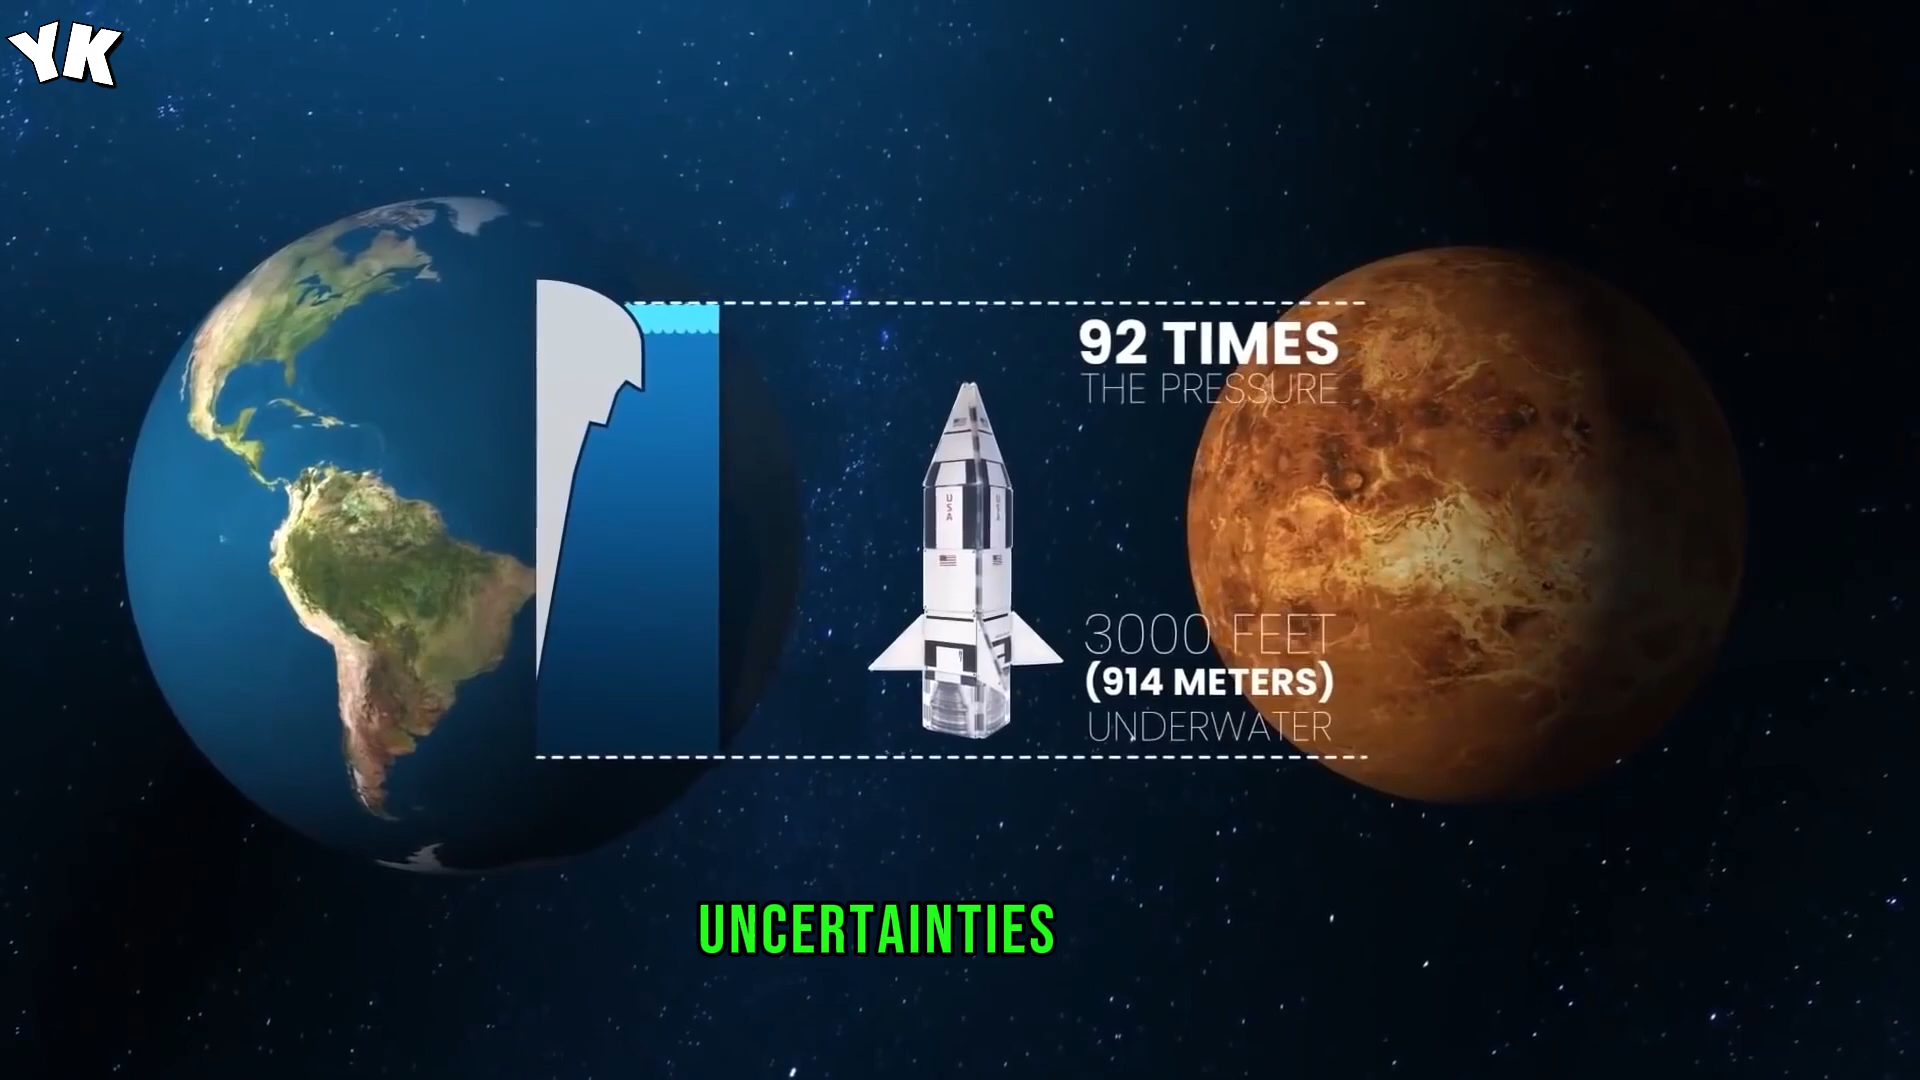 YK
92 TIMES
THE PRESSURE
USA
USA
3000 FEET
(914 METERS)
UNDERWATER
UNCERTAINTIES